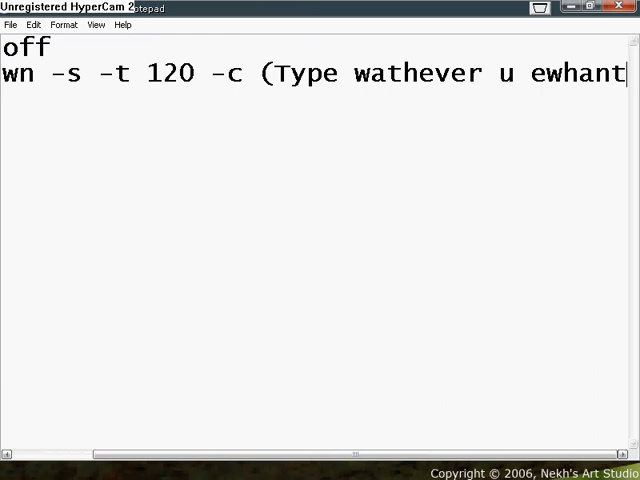 Unregistered HyperCam 2
otepad
File Edit Format View Help
off
wn -s -t 120 -c (Type wathever u ewhant
Copyright © 2006, Nekh's Art Studio